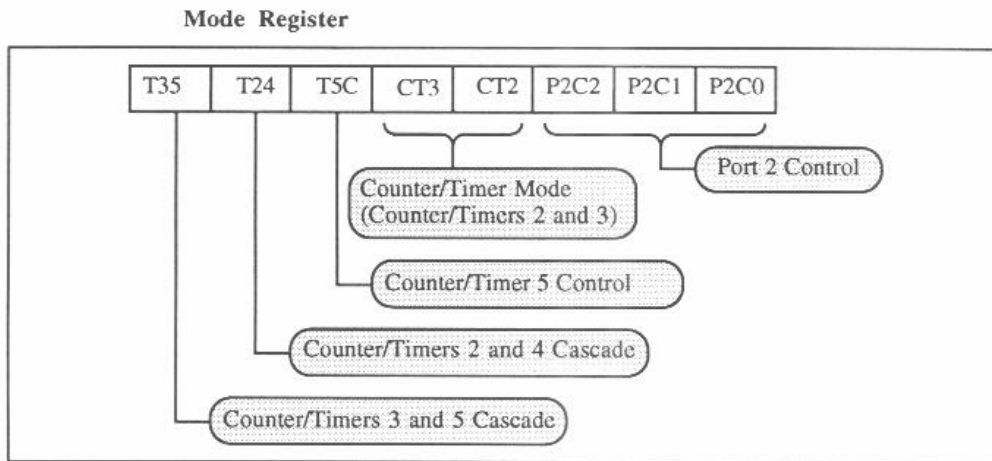 Mode Register
T35 T24 T5C CT3 CT2 P2C2 P2C1 P2C0
Port 2 Control
Counter/Timer Mode
(Counter/Timers 2 and 3)
Counter/Timer 5 Control
Counter/Timers 2 and 4 Cascade
Counter/Timers 3 and 5 Cascade